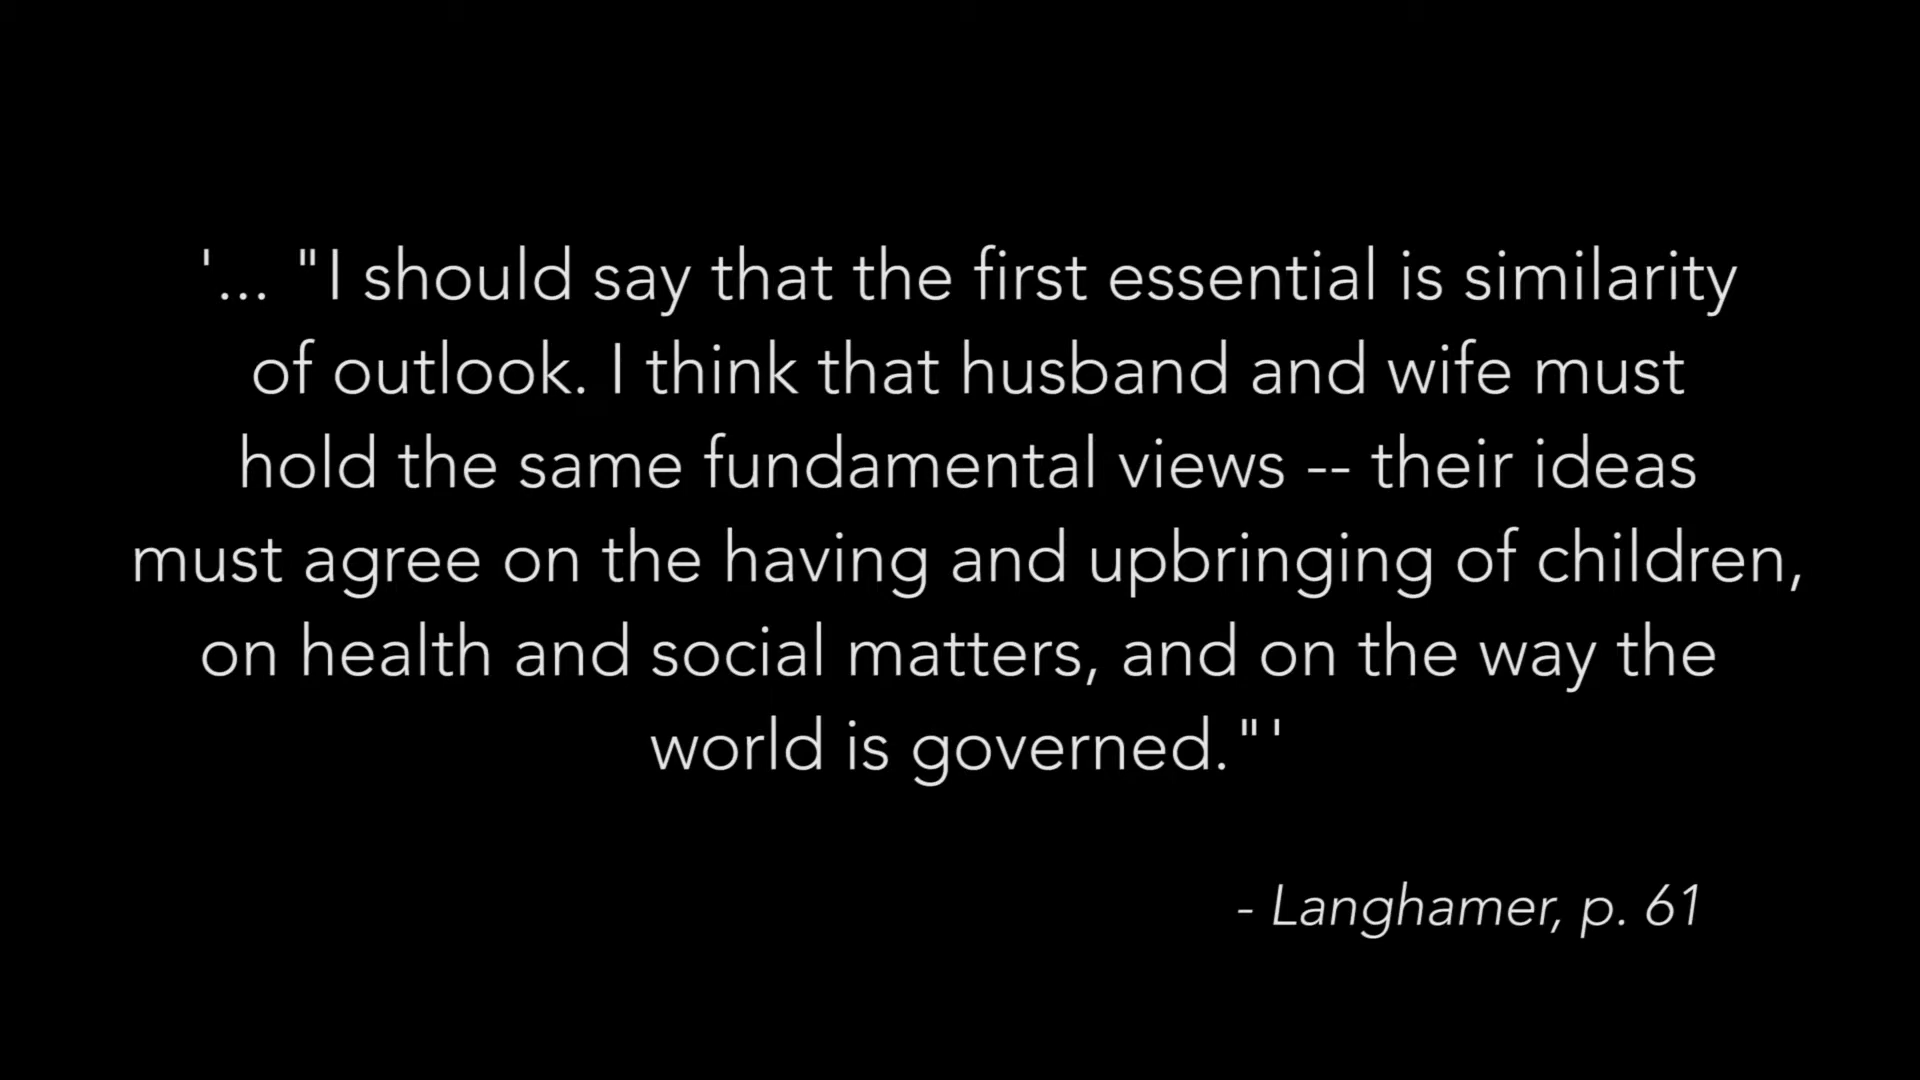 '... "I should say that the first essential is similarity
of outlook. I think that husband and wife must
hold the same fundamental views -- their ideas
must agree on the having and upbringing of children,
on health and social matters, and on the way the
world is governed."'
- Langhamer, p. 61